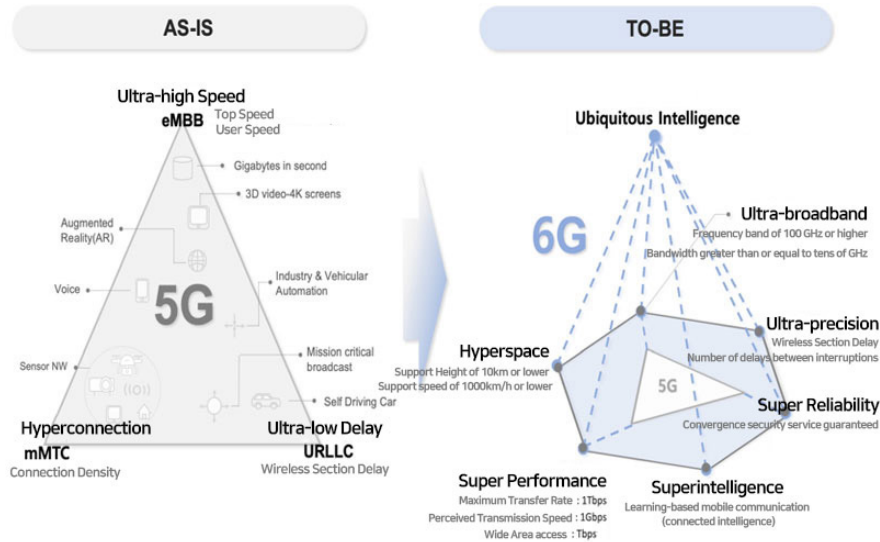 AS-IS
TO-BE
Ultra-high Speed
eMBB
Top Speed
User Speed
Gigabytes in second
3D video-4K screens
Augmented
Reality(AR)
Voice
5G
Industry & Vehicular
Automation
Sensor NW
Mission critical
broadcast
Self Driving Car
Hyperconnection
mMTC
Connection Density
Ultra-low Delay
URLLC
Wireless Section Delay
Ubiquitous Intelligence
6G
Ultra-broadband
Frequency band of 100 GHz or higher
Bandwidth greater than or equal to tens of GHz
Ultra-precision
Wireless Section Delay
Number of delays between interruptions
Hyperspace
Support Height of 10km or lower
Support speed of 1000km/h or lower
5G
Super Reliability
Convergence security service guaranteed
Super Performance
Maximum Transfer Rate : 1Tbps
Perceived Transmission Speed : 1Gbps
Wide Area access : Tbps
Superintelligence
Learning-based mobile communication
(connected intelligence)